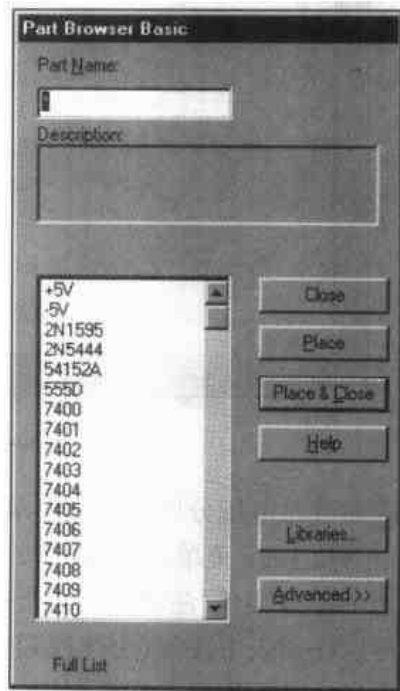 Part Browser Basic
Part Name:
*
Description:
+5V
-5V
2N1595
2N5444
54152A
555D
7400
7401
7402
7403
7404
7405
7406
7407
7408
7409
7410
Close
Place
Place & Close
Help
Libraries...
Advanced >>
Full List